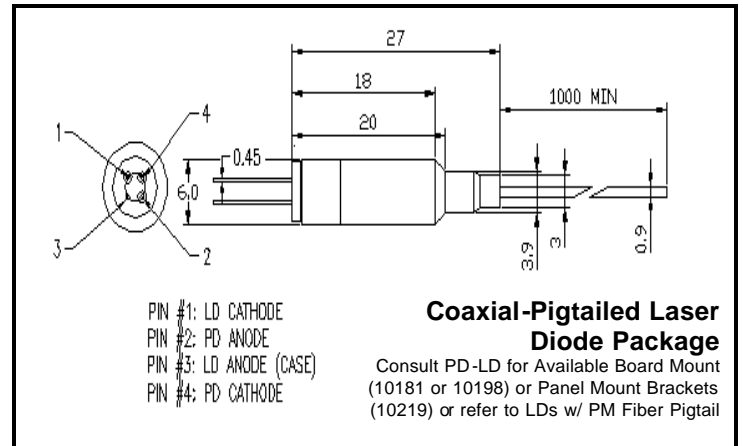 27
18
1000 MIN
20
4
1
0.45
6.0
3
2
3.9
3
0.9
PIN #1: LD CATHODE
PIN #2: PD ANODE
PIN #3: LD ANODE (CASE)
PIN #4: PD CATHODE
Coaxial-Pigtailed Laser
Diode Package
Consult PD-LD for Available Board Mount
(10181 or 10198) or Panel Mount Brackets
(10219) or refer to LDs w/ PM Fiber Pigtail